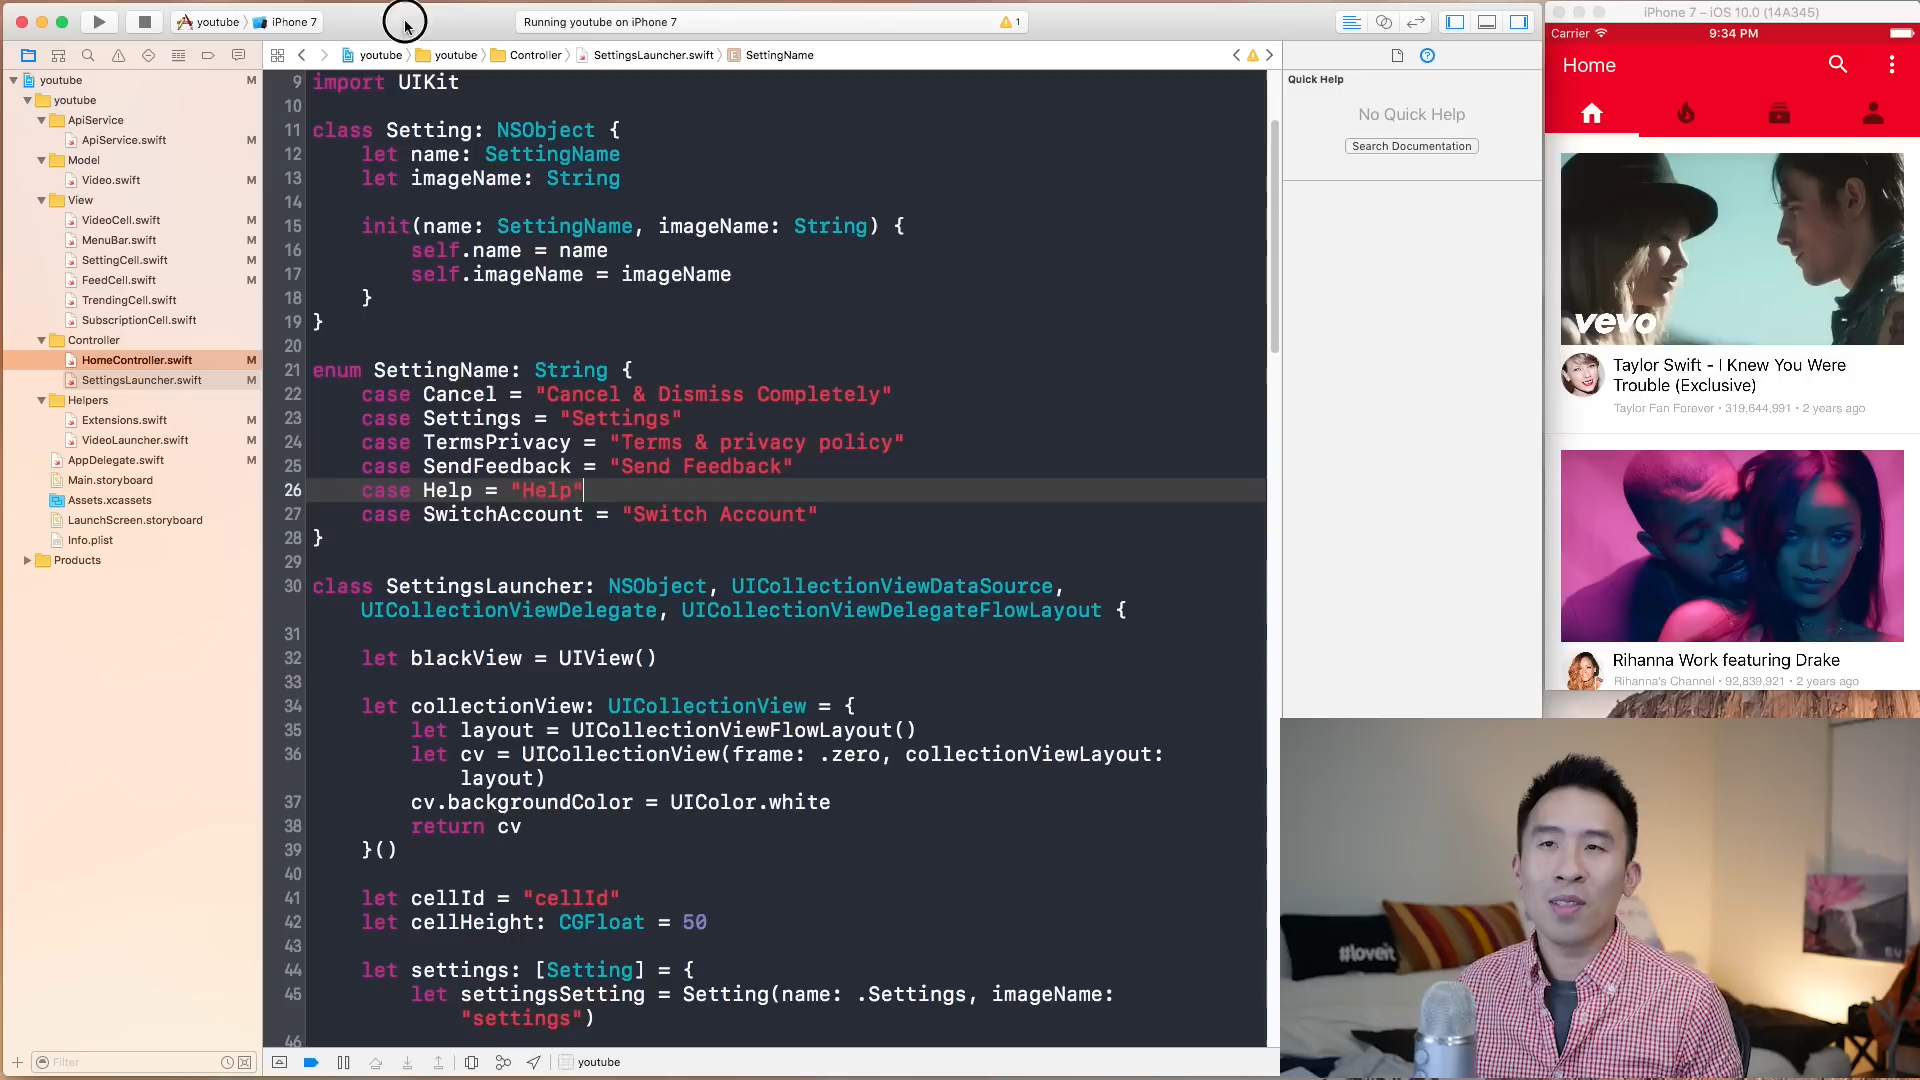 youtube
iPhone 7
Running youtube on iPhone 7
1
youtube
youtube
Controller
SettingsLauncher.swift
SettingName
youtube M
youtube
ApiService
ApiService.swift M
Model
Video.swift M
View
VideoCell.swift M
MenuBar.swift M
SettingCell.swift M
FeedCell.swift M
TrendingCell.swift
SubscriptionCell.swift
Controller
HomeController.swift M
SettingsLauncher.swift M
Helpers
Extensions.swift M
VideoLauncher.swift M
AppDelegate.swift M
Main.storyboard
Assets.xcassets
LaunchScreen.storyboard
Info.plist
Products
Filter
9 import UIKit
10
11 class Setting: NSObject {
12 let name: SettingName
13 let imageName: String
14
15 init(name: SettingName, imageName: String) {
16 self.name = name
17 self.imageName = imageName
18 }
19 }
20
21 enum SettingName: String {
22 case Cancel = "Cancel & Dismiss Completely"
23 case Settings = "Settings"
24 case TermsPrivacy = "Terms & privacy policy"
25 case SendFeedback = "Send Feedback"
26 case Help = "Help"
27 case SwitchAccount = "Switch Account"
28 }
29
30 class SettingsLauncher: NSObject, UICollectionViewDataSource,
UICollectionViewDelegate, UICollectionViewDelegateFlowLayout {
31
32 let blackView = UIView()
33
34 let collectionView: UICollectionView = {
35 let layout = UICollectionViewFlowLayout()
36 let cv = UICollectionView(frame: .zero, collectionViewLayout:
layout)
37 cv.backgroundColor = UIColor.white
38 return cv
39 }()
40
41 let cellId = "cellId"
42 let cellHeight: CGFloat = 50
43
44 let settings: [Setting] = {
45 let settingsSetting = Setting(name: .Settings, imageName:
"settings")
46
youtube
Quick Help
No Quick Help
Search Documentation
iPhone 7 – iOS 10.0 (14A345)
Carrier
9:34 PM
Home
vevo
Taylor Swift - I Knew You Were
Trouble (Exclusive)
Taylor Fan Forever • 319,644,991 • 2 years ago
Rihanna Work featuring Drake
Rihanna's Channel • 92,839,921 • 2 years ago
#loveit